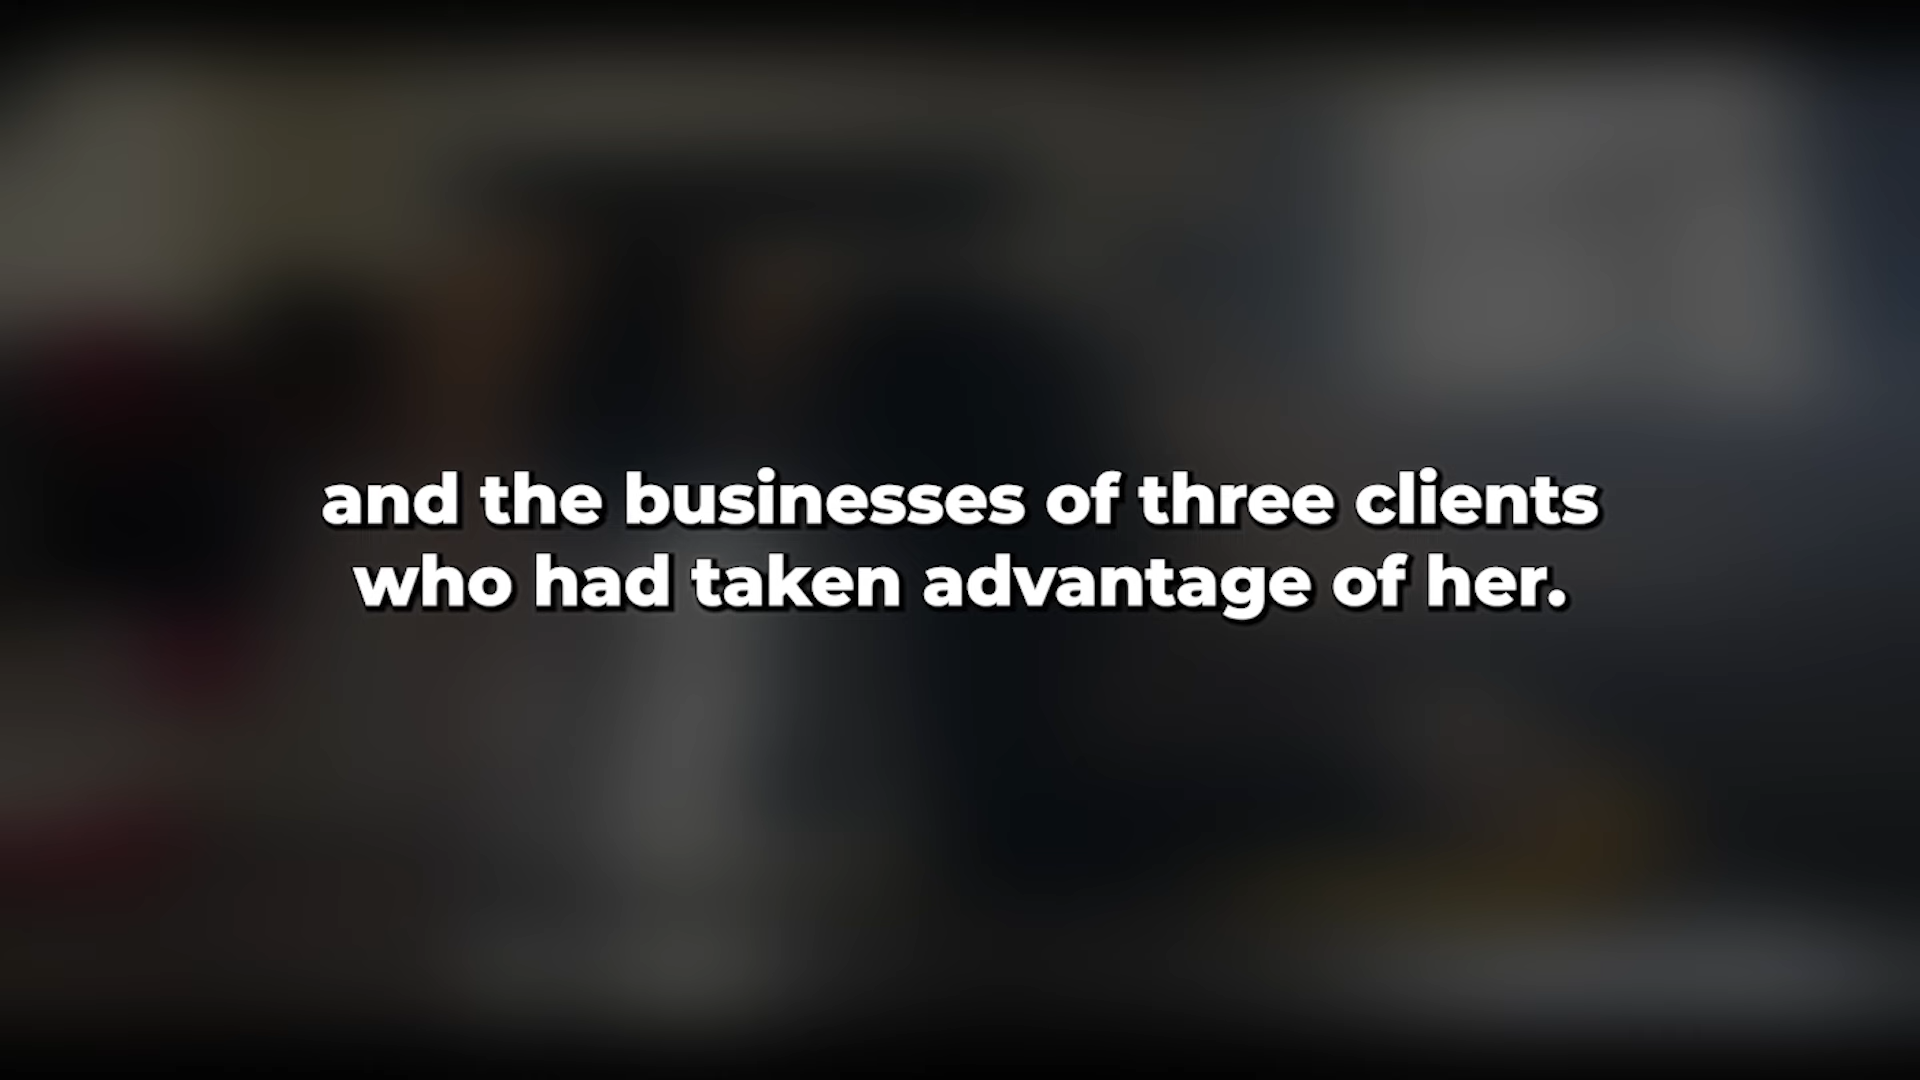 and the businesses of three clients
who had taken advantage of her.